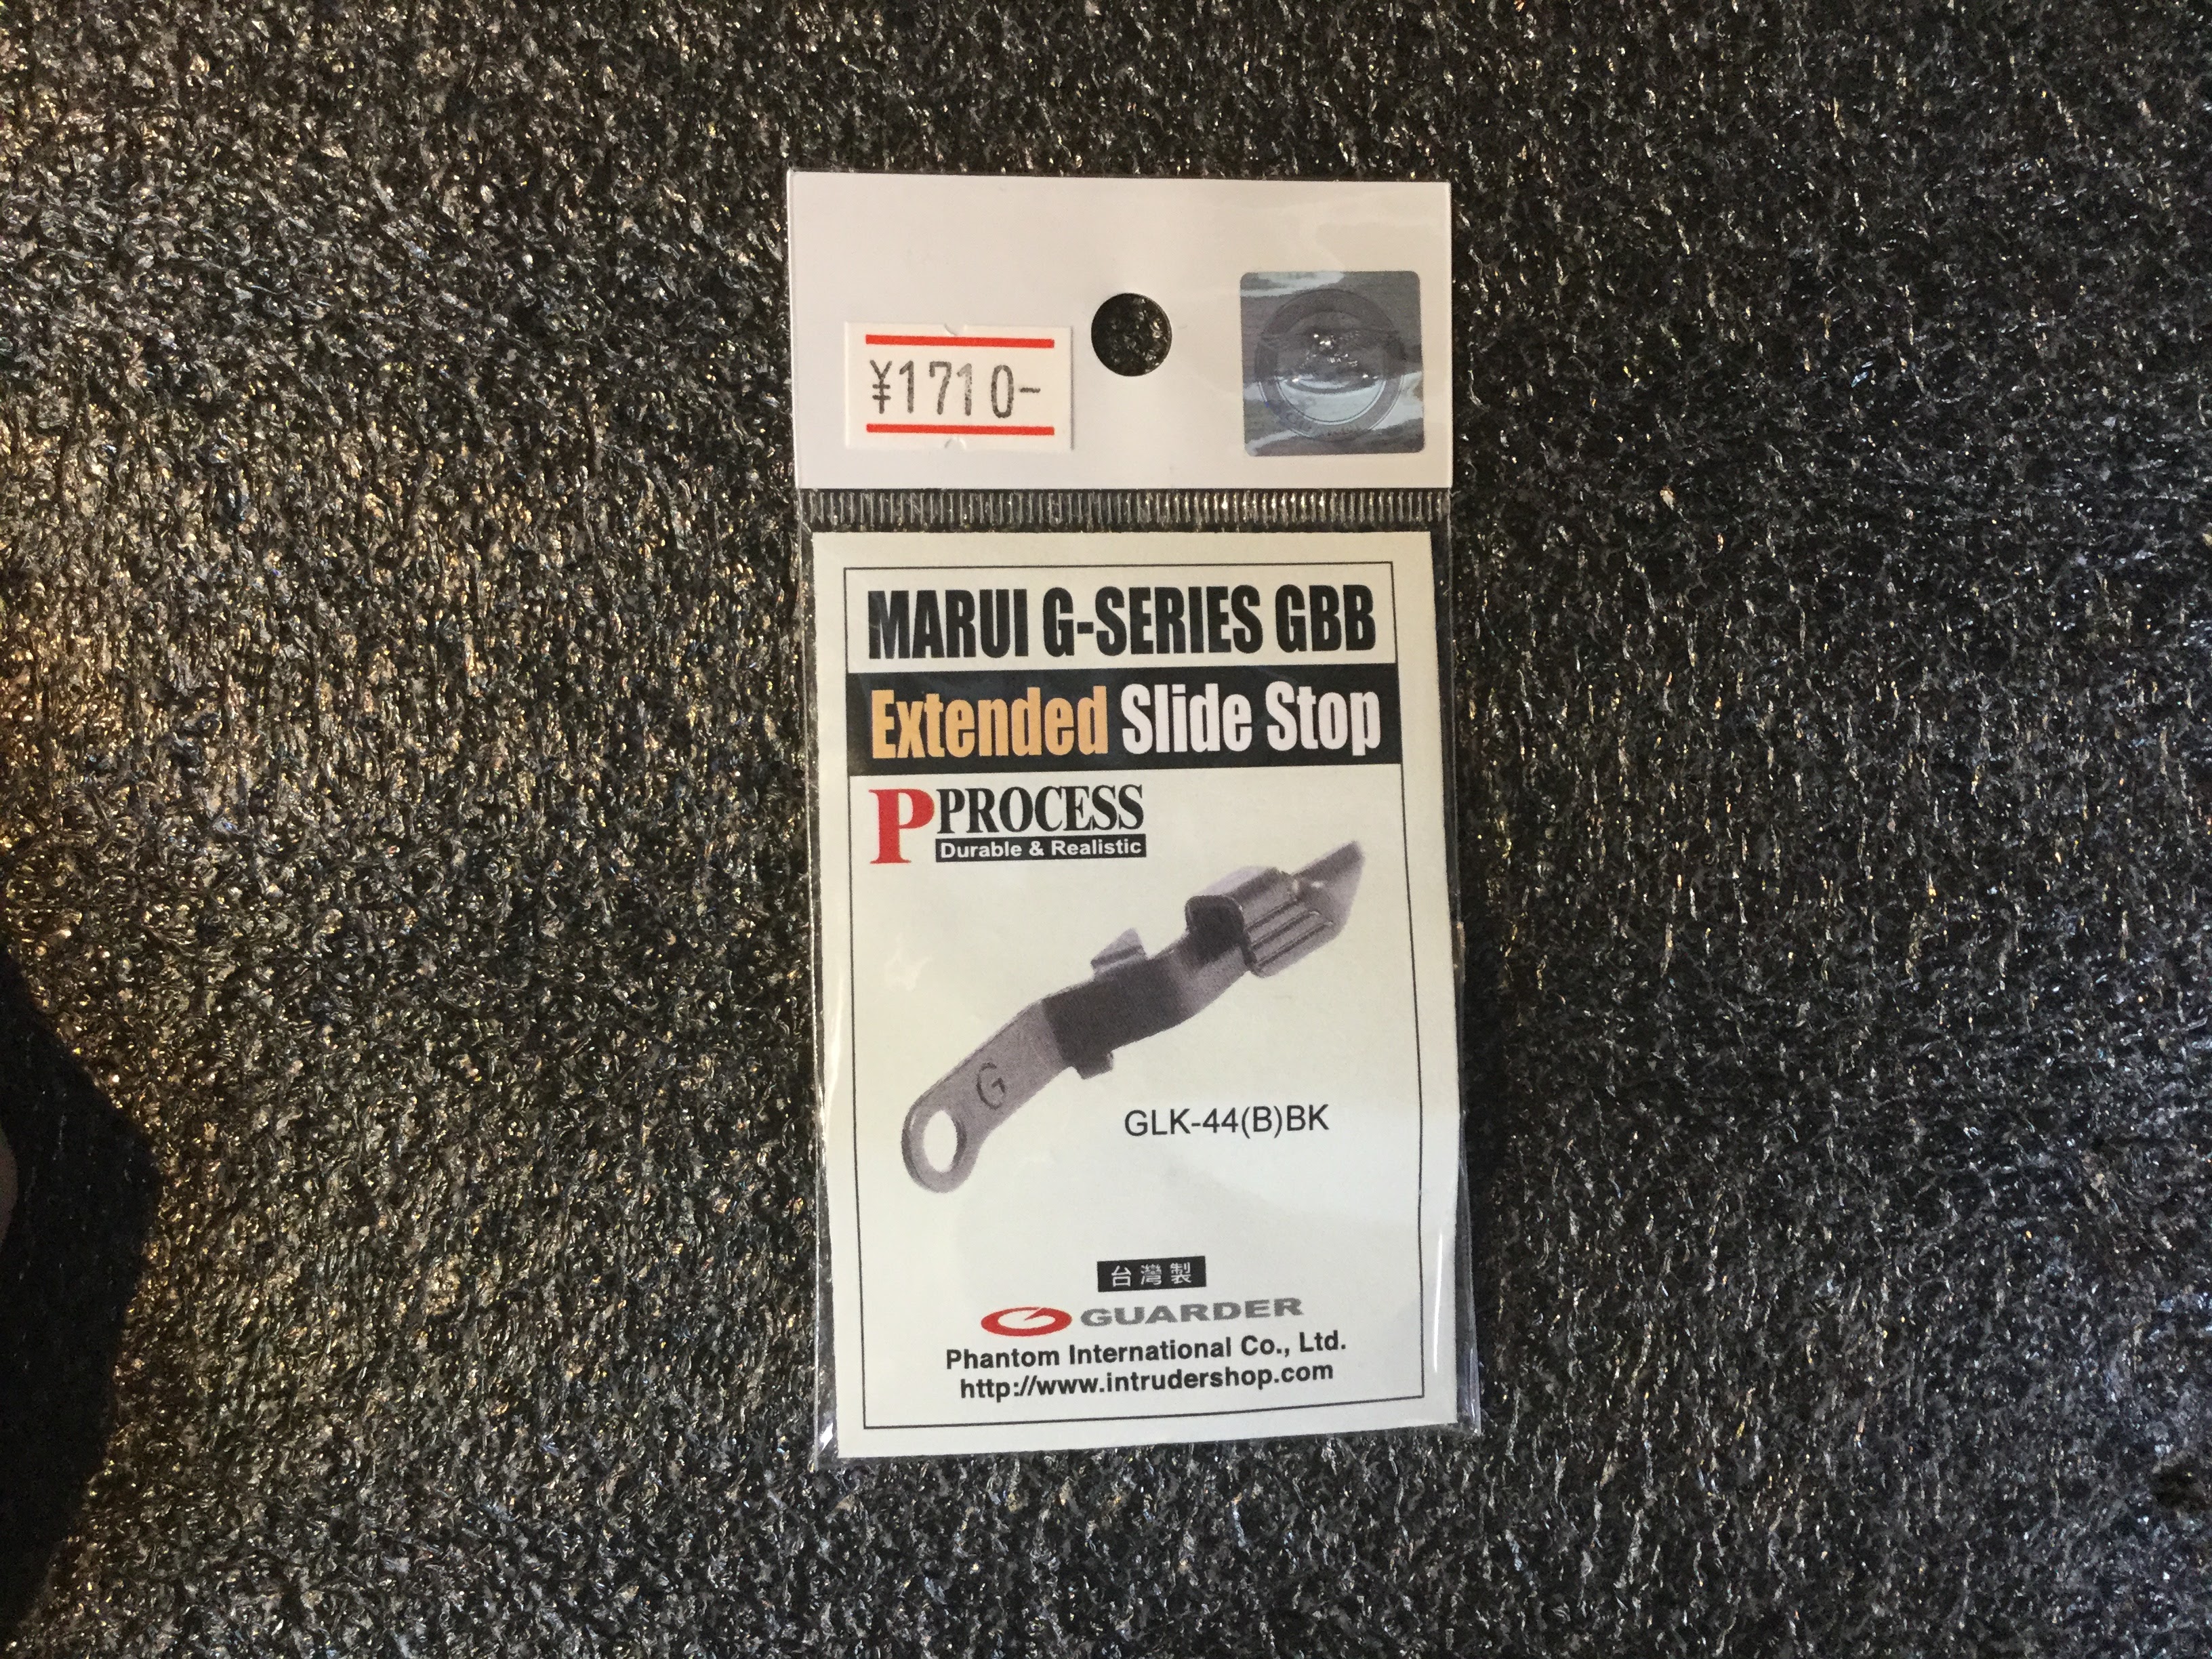 ¥1710-
MARUI G-SERIES GBB
Extended Slide Stop
PPROCESS
Durable & Realistic
G
GLK-44(B)BK
台灣製
GUARDER
Phantom International Co., Ltd.
http://www.intrudershop.com